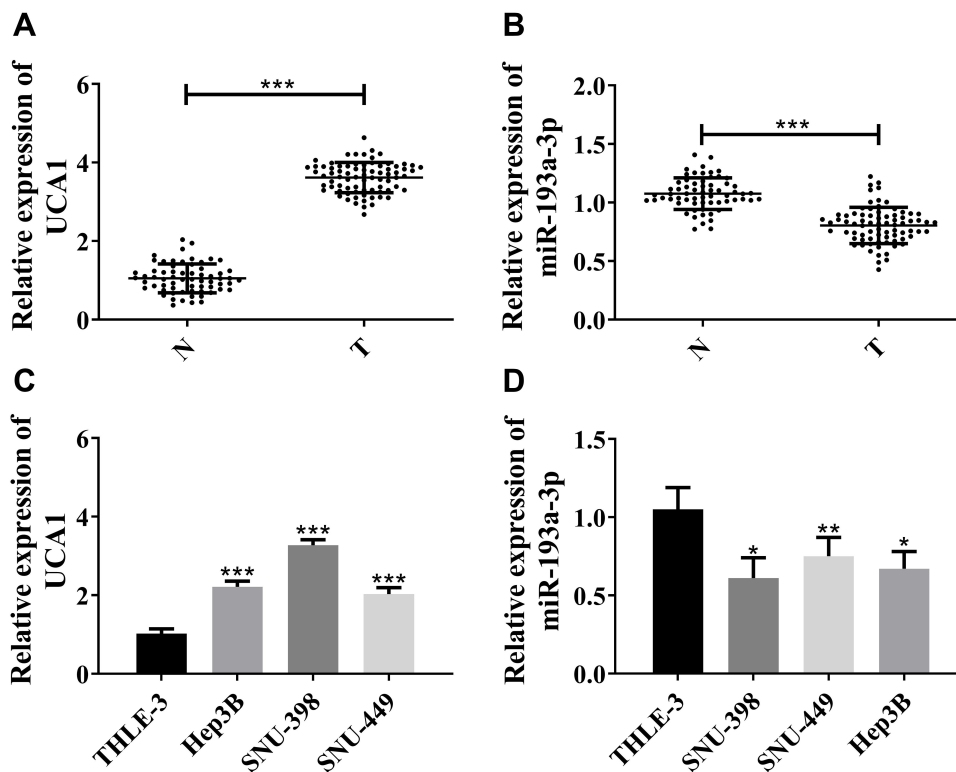 A
Relative expression of
UCA1
6
4
2
0
***
N
T
B
Relative expression of
miR-193a-3p
2.0
1.5
1.0
0.5
0.0
***
N
T
C
Relative expression of
UCA1
6
4
2
0
***
***
***
THLE-3
Hep3B
SNU-398
SNU-449
D
Relative expression of
miR-193a-3p
1.5
1.0
0.5
0.0
*
**
*
THLE-3
SNU-398
SNU-449
Hep3B